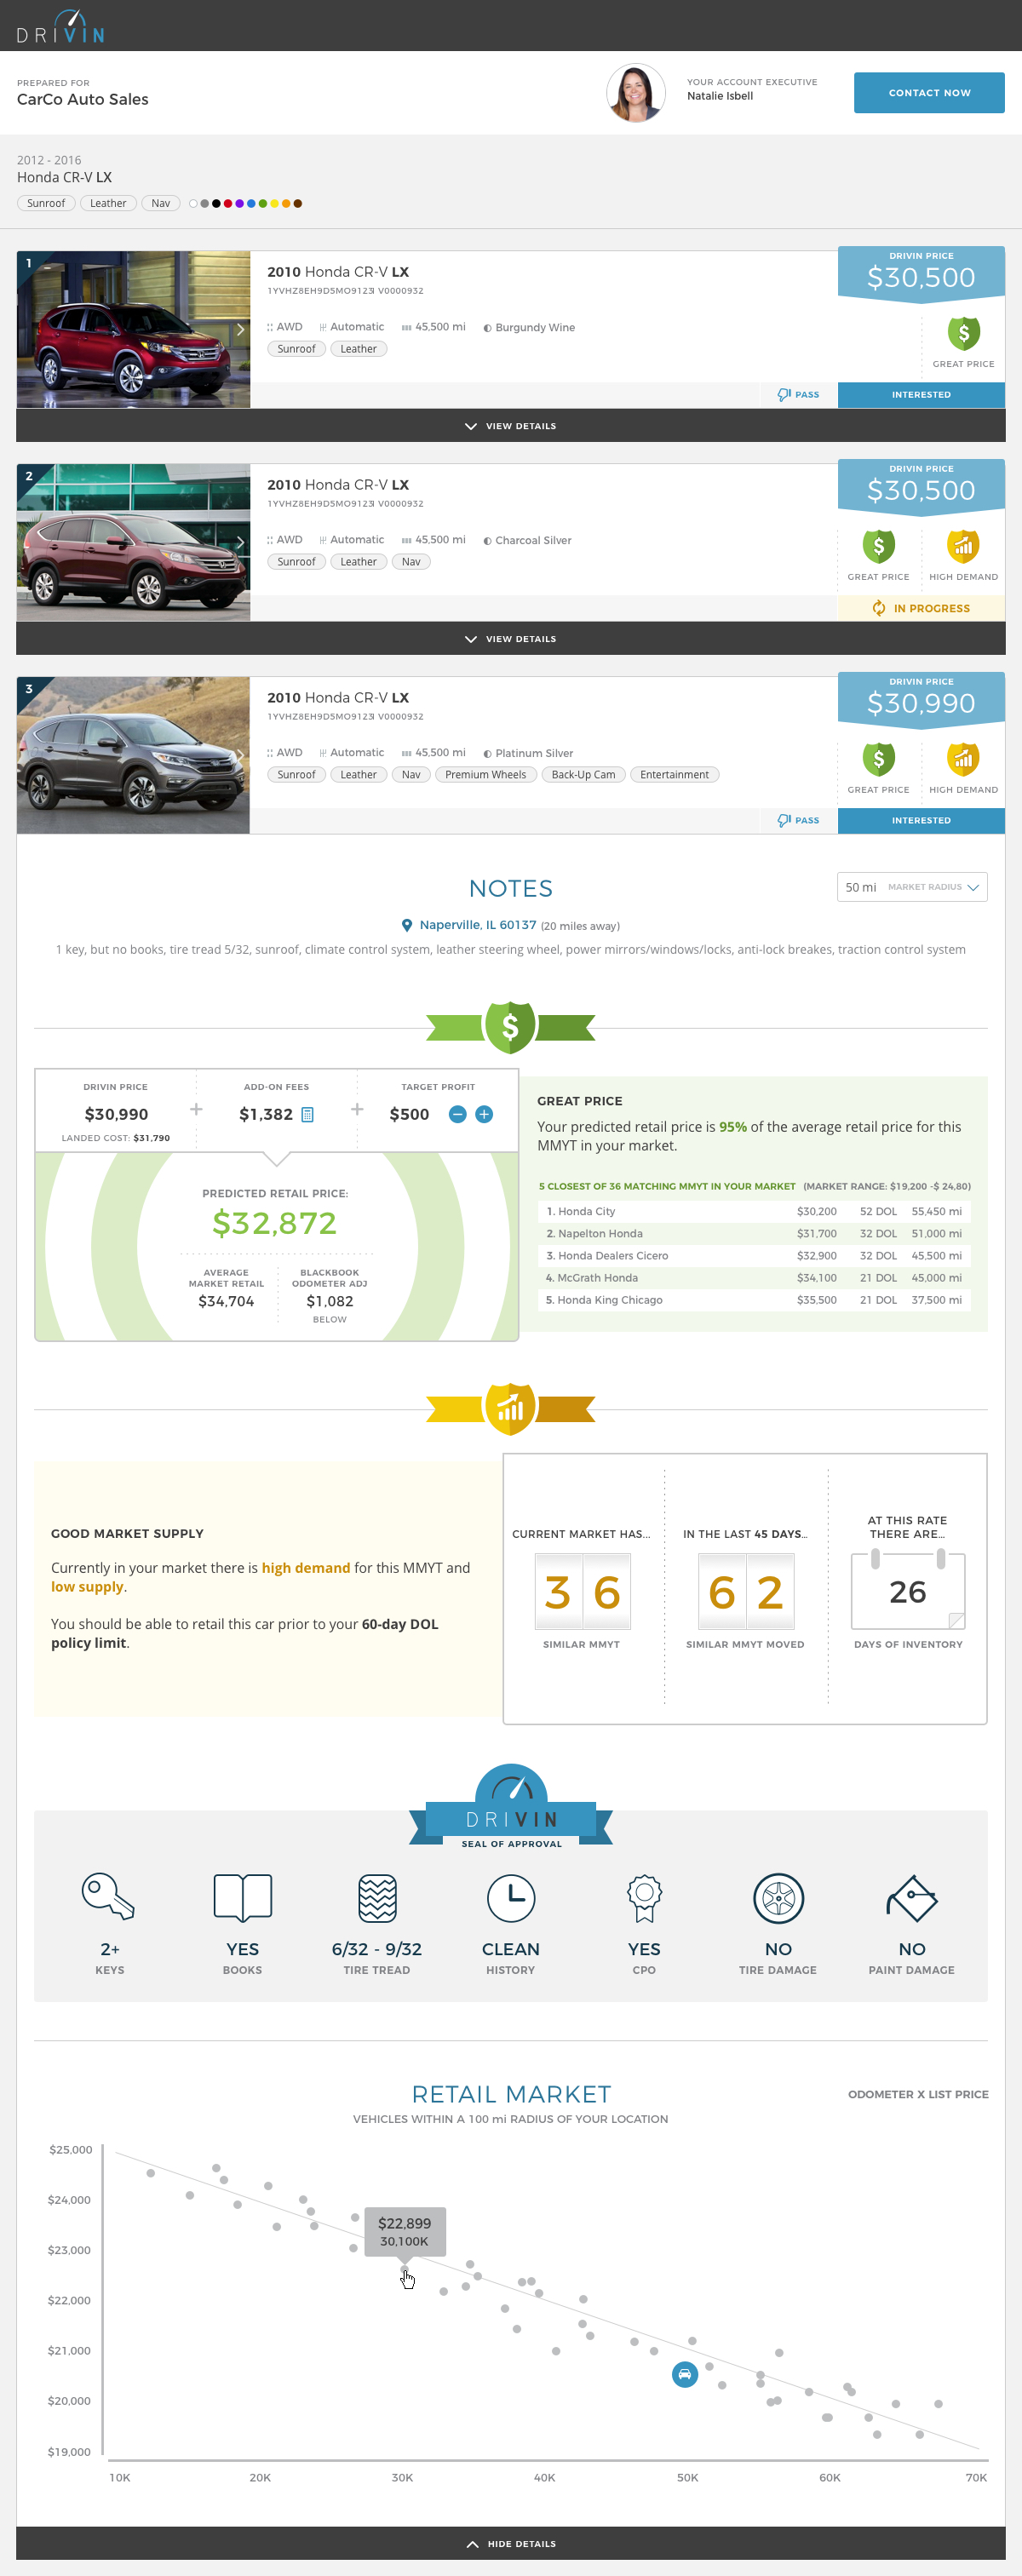 DRIVIN
PREPARED FOR
CarCo Auto Sales
YOUR ACCOUNT EXECUTIVE
Natalie Isbell
CONTACT NOW
2012 - 2016
Honda CR-V LX
Sunroof Leather Nav
1
2010 Honda CR-V LX
1YVHZ8EH9D5MO9123I V0000932
AWD Automatic 45,500 mi Burgundy Wine
Sunroof Leather
DRIVIN PRICE
$30,500
GREAT PRICE
PASS
INTERESTED
VIEW DETAILS
2
2010 Honda CR-V LX
1YVHZ8EH9D5MO9123I V0000932
AWD Automatic 45,500 mi Charcoal Silver
Sunroof Leather Nav
DRIVIN PRICE
$30,500
GREAT PRICE HIGH DEMAND
IN PROGRESS
VIEW DETAILS
3
2010 Honda CR-V LX
1YVHZ8EH9D5MO9123I V0000932
AWD Automatic 45,500 mi Platinum Silver
Sunroof Leather Nav Premium Wheels Back-Up Cam Entertainment
DRIVIN PRICE
$30,990
GREAT PRICE HIGH DEMAND
PASS
INTERESTED
NOTES
50 mi MARKET RADIUS
Naperville, IL 60137 (20 miles away)
1 key, but no books, tire tread 5/32, sunroof, climate control system, leather steering wheel, power mirrors/windows/locks, anti-lock breakes, traction control system
$
DRIVIN PRICE
$30,990
LANDED COST: $31,790
+
ADD-ON FEES
$1,382
+
TARGET PROFIT
$500 − +
PREDICTED RETAIL PRICE:
$32,872
AVERAGE
MARKET RETAIL
$34,704
BLACKBOOK
ODOMETER ADJ
$1,082
BELOW
GREAT PRICE
Your predicted retail price is 95% of the average retail price for this
MMYT in your market.
5 CLOSEST OF 36 MATCHING MMYT IN YOUR MARKET (MARKET RANGE: $19,200 -$ 24,80)
1. Honda City $30,200 52 DOL 55,450 mi
2. Napelton Honda $31,700 32 DOL 51,000 mi
3. Honda Dealers Cicero $32,900 32 DOL 45,500 mi
4. McGrath Honda $34,100 21 DOL 45,000 mi
5. Honda King Chicago $35,500 21 DOL 37,500 mi
GOOD MARKET SUPPLY
Currently in your market there is high demand for this MMYT and
low supply.
You should be able to retail this car prior to your 60-day DOL
policy limit.
CURRENT MARKET HAS...
36
SIMILAR MMYT
IN THE LAST 45 DAYS...
62
SIMILAR MMYT MOVED
AT THIS RATE
THERE ARE...
26
DAYS OF INVENTORY
DRIVIN
SEAL OF APPROVAL
2+
KEYS
YES
BOOKS
6/32 - 9/32
TIRE TREAD
CLEAN
HISTORY
YES
CPO
NO
TIRE DAMAGE
NO
PAINT DAMAGE
RETAIL MARKET
ODOMETER X LIST PRICE
VEHICLES WITHIN A 100 mi RADIUS OF YOUR LOCATION
$25,000
$24,000
$23,000
$22,000
$21,000
$20,000
$19,000
$22,899
30,100K
10K 20K 30K 40K 50K 60K 70K
HIDE DETAILS